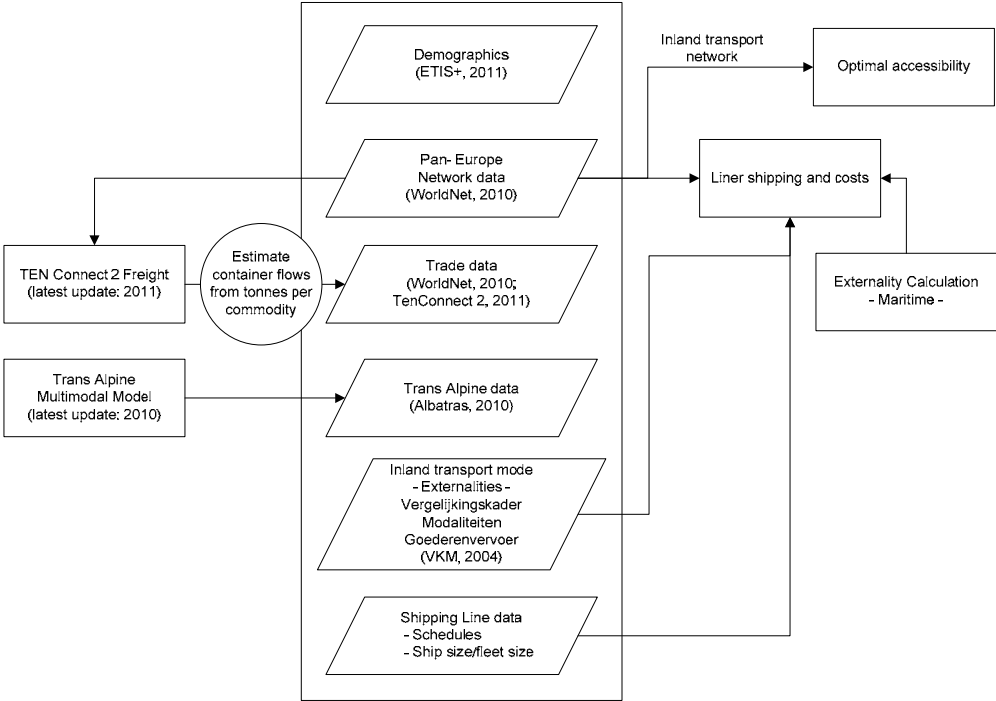 Demographics
(ETIS+, 2011)
Inland transport
network
Optimal accessibility
Pan- Europe
Network data
(WorldNet, 2010)
Liner shipping and costs
TEN Connect 2 Freight
(latest update: 2011)
Estimate
container flows
from tonnes per
commodity
Trade data
(WorldNet, 2010;
TenConnect 2, 2011)
Externality Calculation
- Maritime -
Trans Alpine
Multimodal Model
(latest update: 2010)
Trans Alpine data
(Albatras, 2010)
Inland transport mode
- Externalities -
Vergelijkingskader
Modaliteiten
Goederenvervoer
(VKM, 2004)
Shipping Line data
- Schedules
- Ship size/fleet size